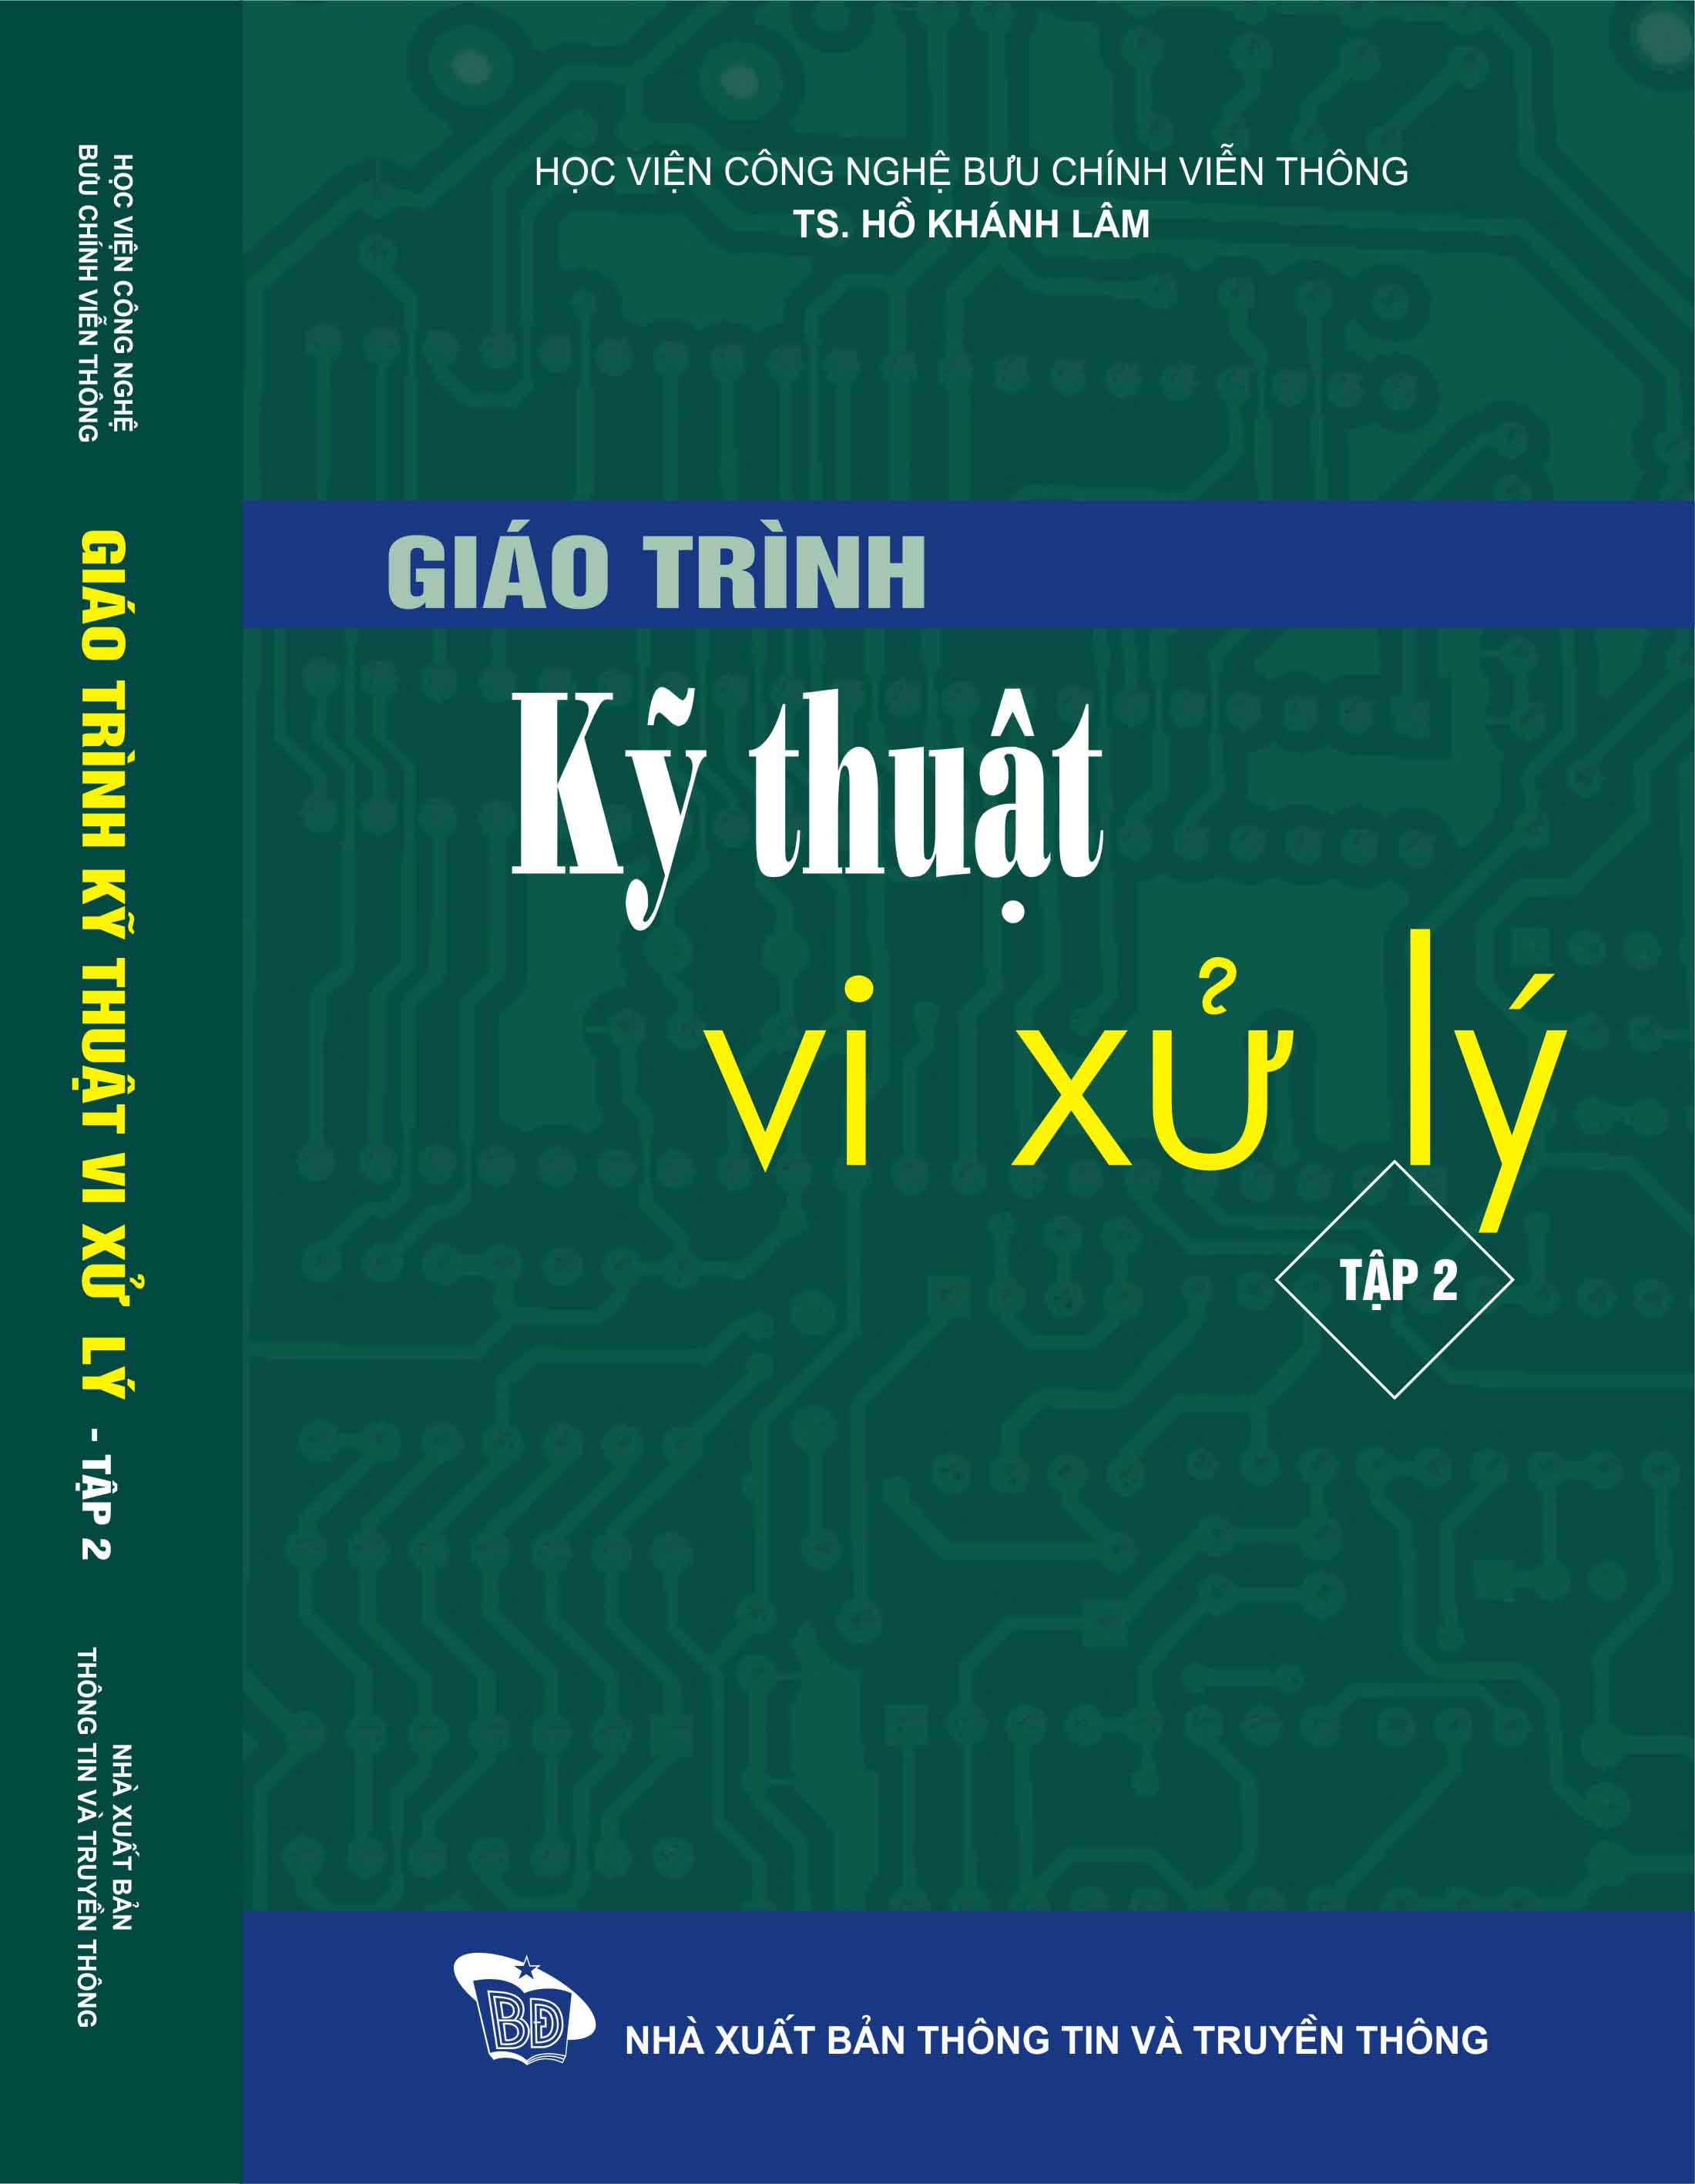 HỌC VIỆN CÔNG NGHỆ
BƯU CHÍNH VIỄN THÔNG
GIÁO TRÌNH KỸ THUẬT VI XỬ LÝ - TẬP 2
NHÀ XUẤT BẢN
THÔNG TIN VÀ TRUYỀN THÔNG
HỌC VIỆN CÔNG NGHỆ BƯU CHÍNH VIỄN THÔNG
TS. HỒ KHÁNH LÂM
GIÁO TRÌNH
Kỹ thuật
vi xử lý
TẬP 2
BĐ
NHÀ XUẤT BẢN THÔNG TIN VÀ TRUYỀN THÔNG